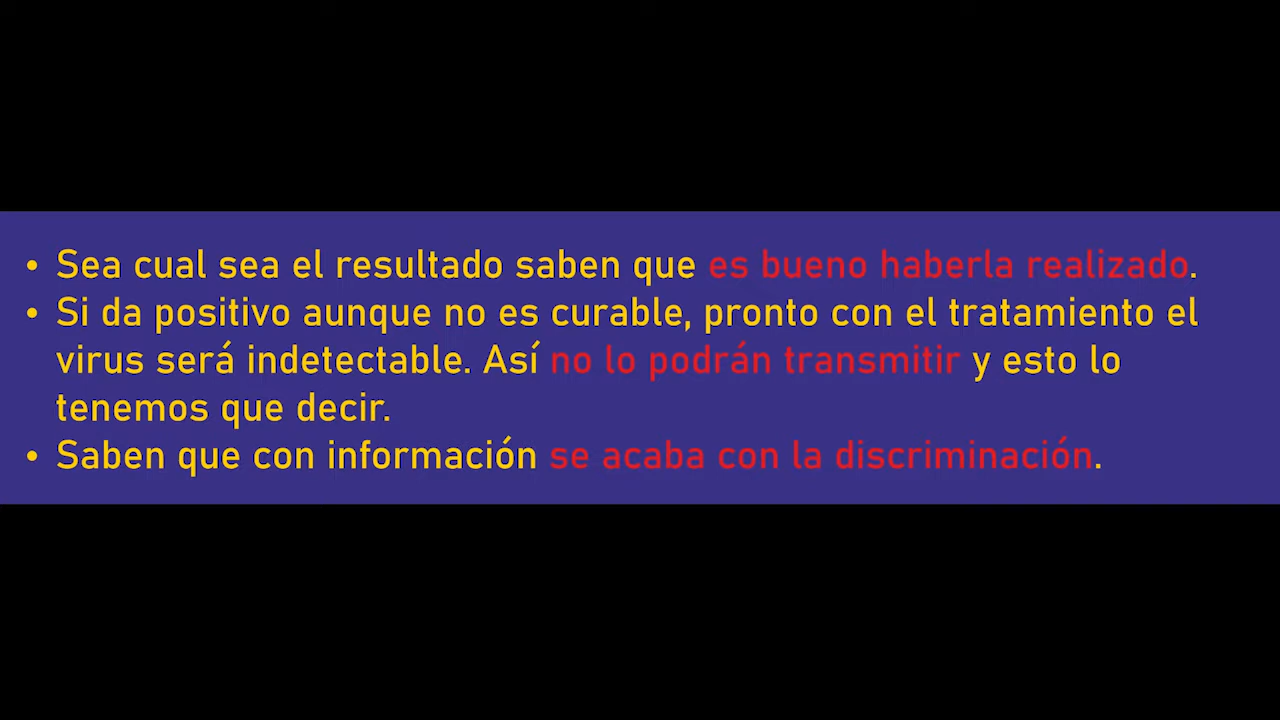 • Sea cual sea el resultado saben que es bueno haberla realizado.
• Si da positivo aunque no es curable, pronto con el tratamiento el
virus será indetectable. Así no lo podrán transmitir y esto lo
tenemos que decir.
• Saben que con información se acaba con la discriminación.